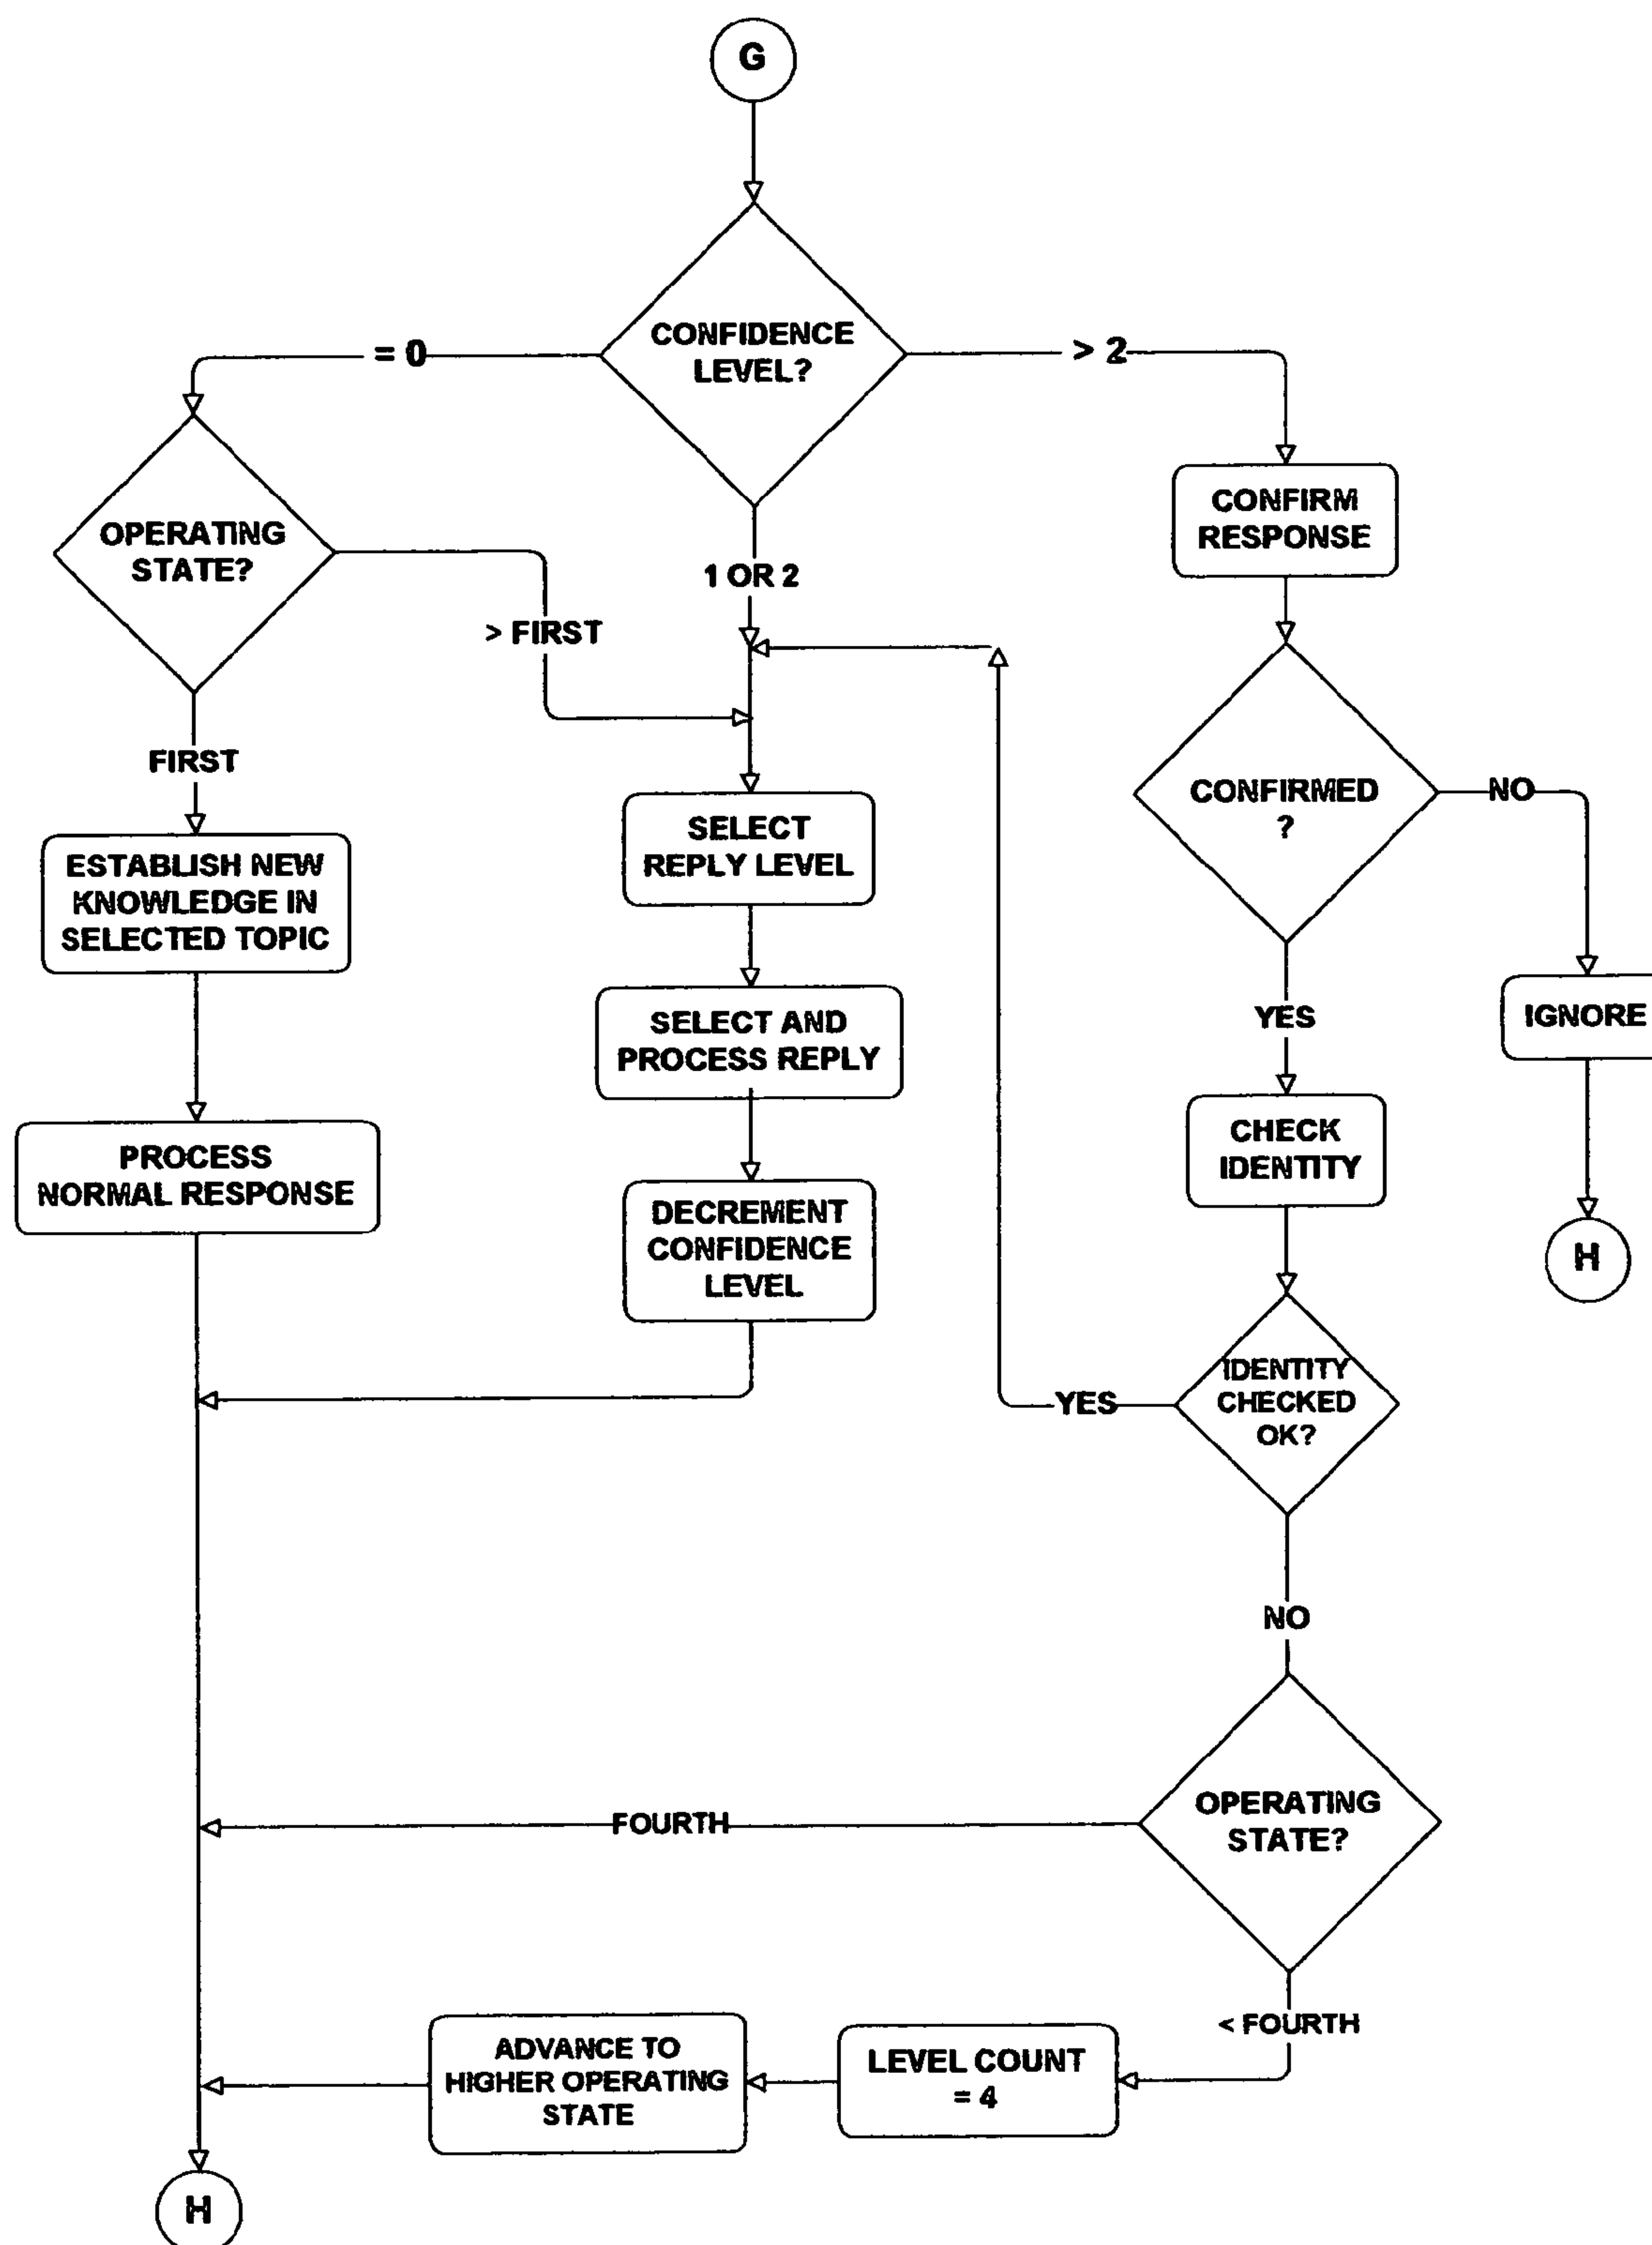 G
CONFIDENCE
LEVEL?
= 0
> 2
OPERATING
STATE?
1 OR 2
> FIRST
FIRST
CONFIRM
RESPONSE
CONFIRMED
?
NO
YES
IGNORE
H
ESTABLISH NEW
KNOWLEDGE IN
SELECTED TOPIC
SELECT
REPLY LEVEL
SELECT AND
PROCESS REPLY
PROCESS
NORMAL RESPONSE
DECREMENT
CONFIDENCE
LEVEL
CHECK
IDENTITY
IDENTITY
CHECKED
OK?
YES
NO
OPERATING
STATE?
FOURTH
< FOURTH
LEVEL COUNT
= 4
ADVANCE TO
HIGHER OPERATING
STATE
H